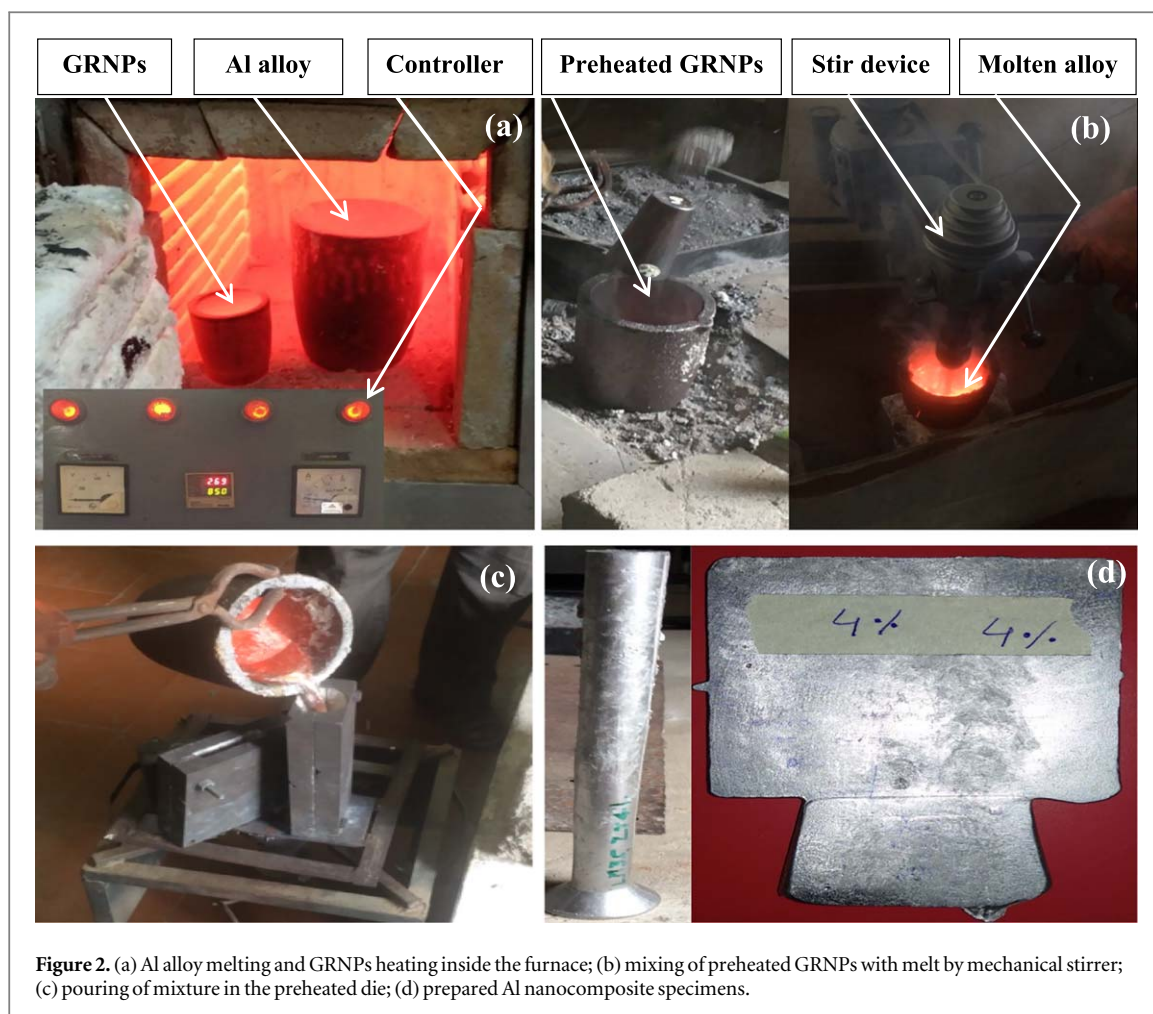 GRNPs
Al alloy
Controller
Preheated GRNPs
Stir device
Molten alloy
(a)
(b)
269
850
(c)
(d)
4%
4%
Figure 2. (a) Al alloy melting and GRNPs heating inside the furnace; (b) mixing of preheated GRNPs with melt by mechanical stirrer;
(c) pouring of mixture in the preheated die; (d) prepared Al nanocomposite specimens.